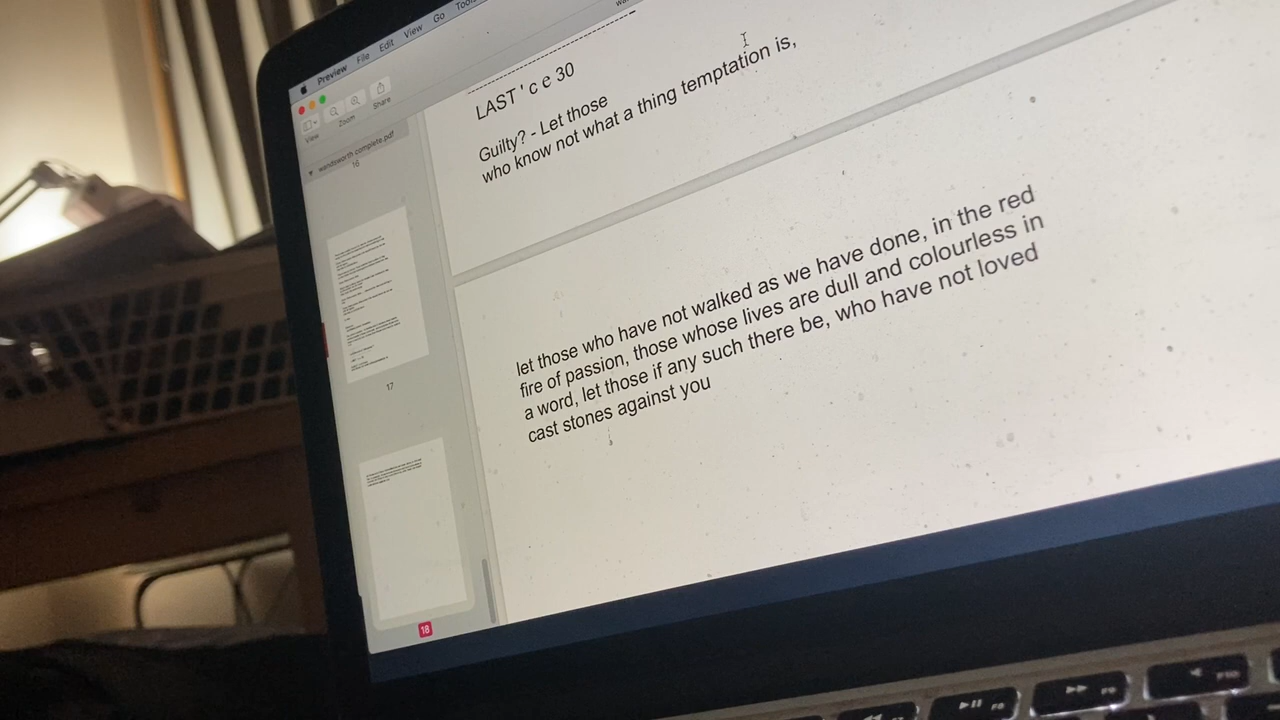 Preview File Edit View Go Tools
View
Zoom
Share
wandsworth complete.pdf
16
17
18
LAST ' c e 30
Guilty? - Let those
who know not what a thing temptation is,
let those who have not walked as we have done, in the red
fire of passion, those whose lives are dull and colourless in
a word, let those if any such there be, who have not loved
cast stones against you